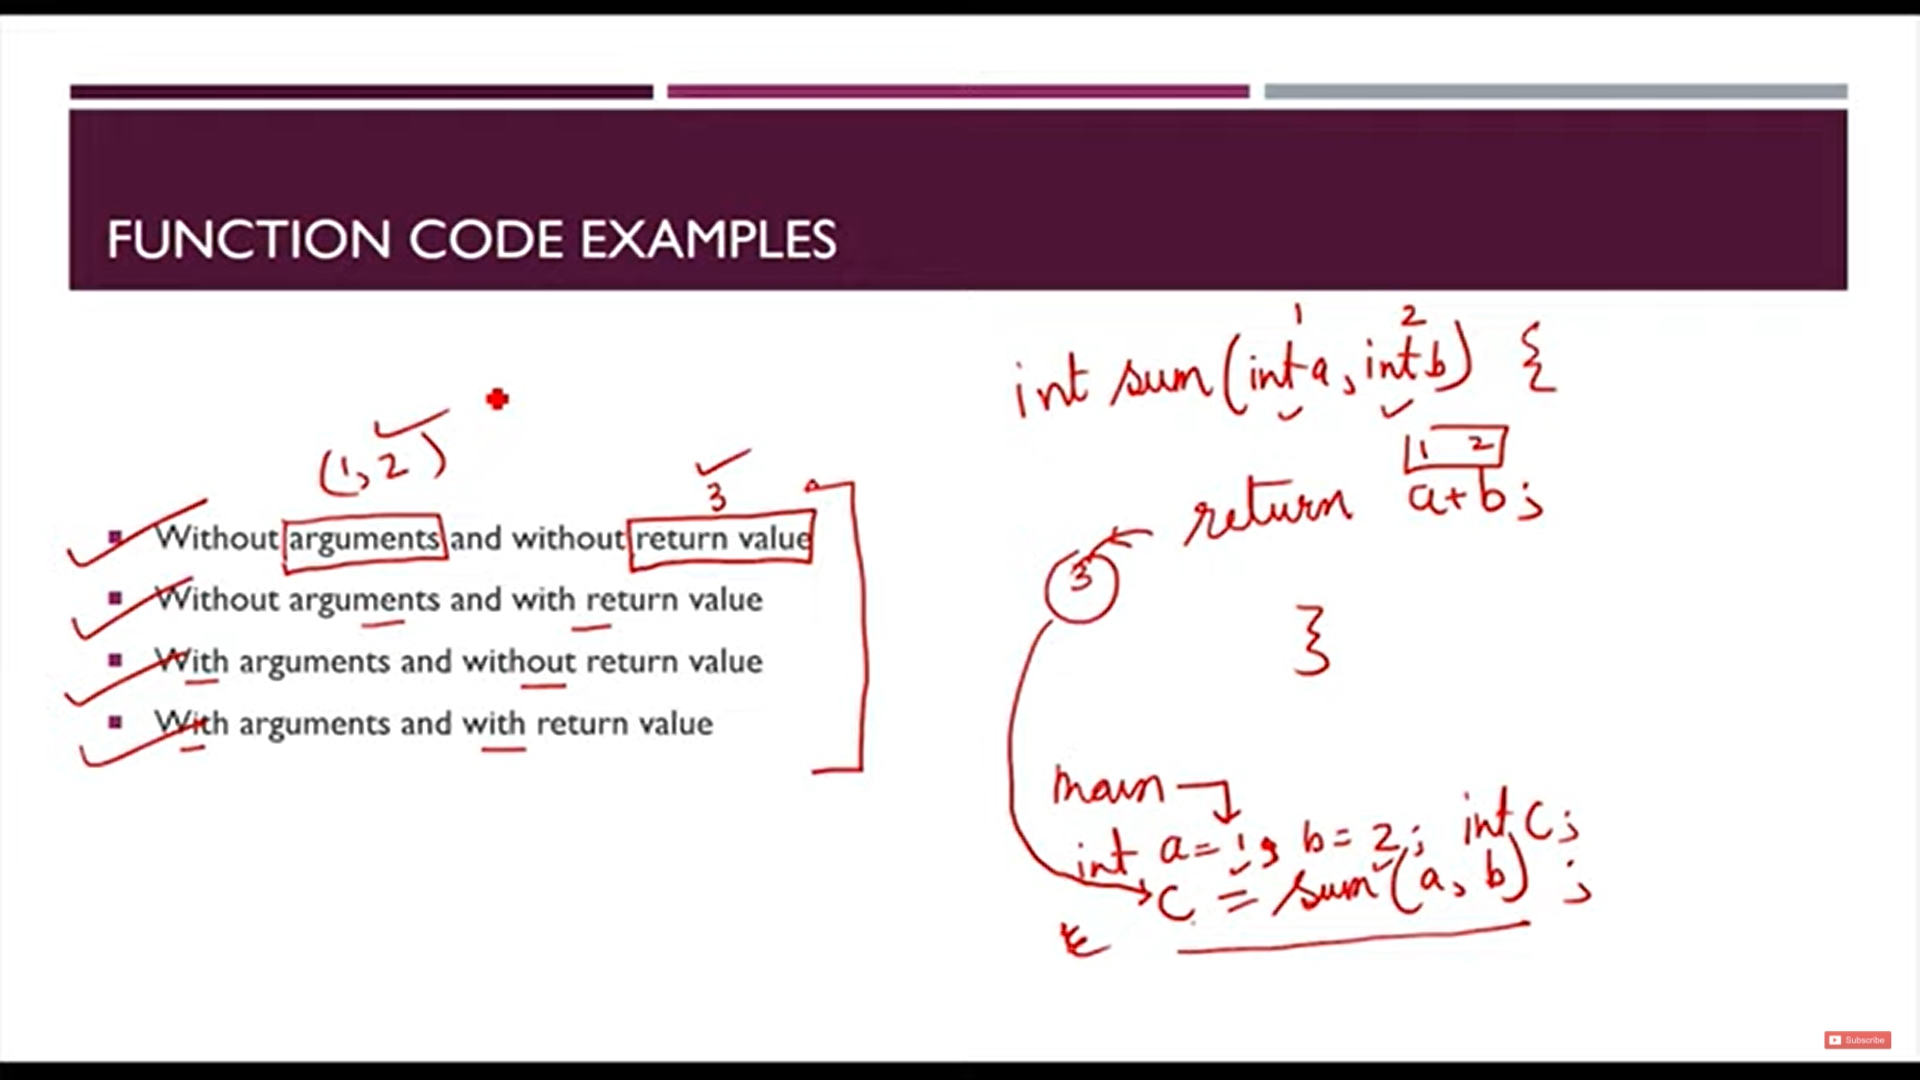 FUNCTION CODE EXAMPLES
1 2
int sum(int a, int b) {
1 2
return a+b;
3
}
(1, 2)
3
Without arguments and without return value
Without arguments and with return value
With arguments and without return value
With arguments and with return value
main
int a=1, b=2; int c;
C = sum(a, b);
Subscribe